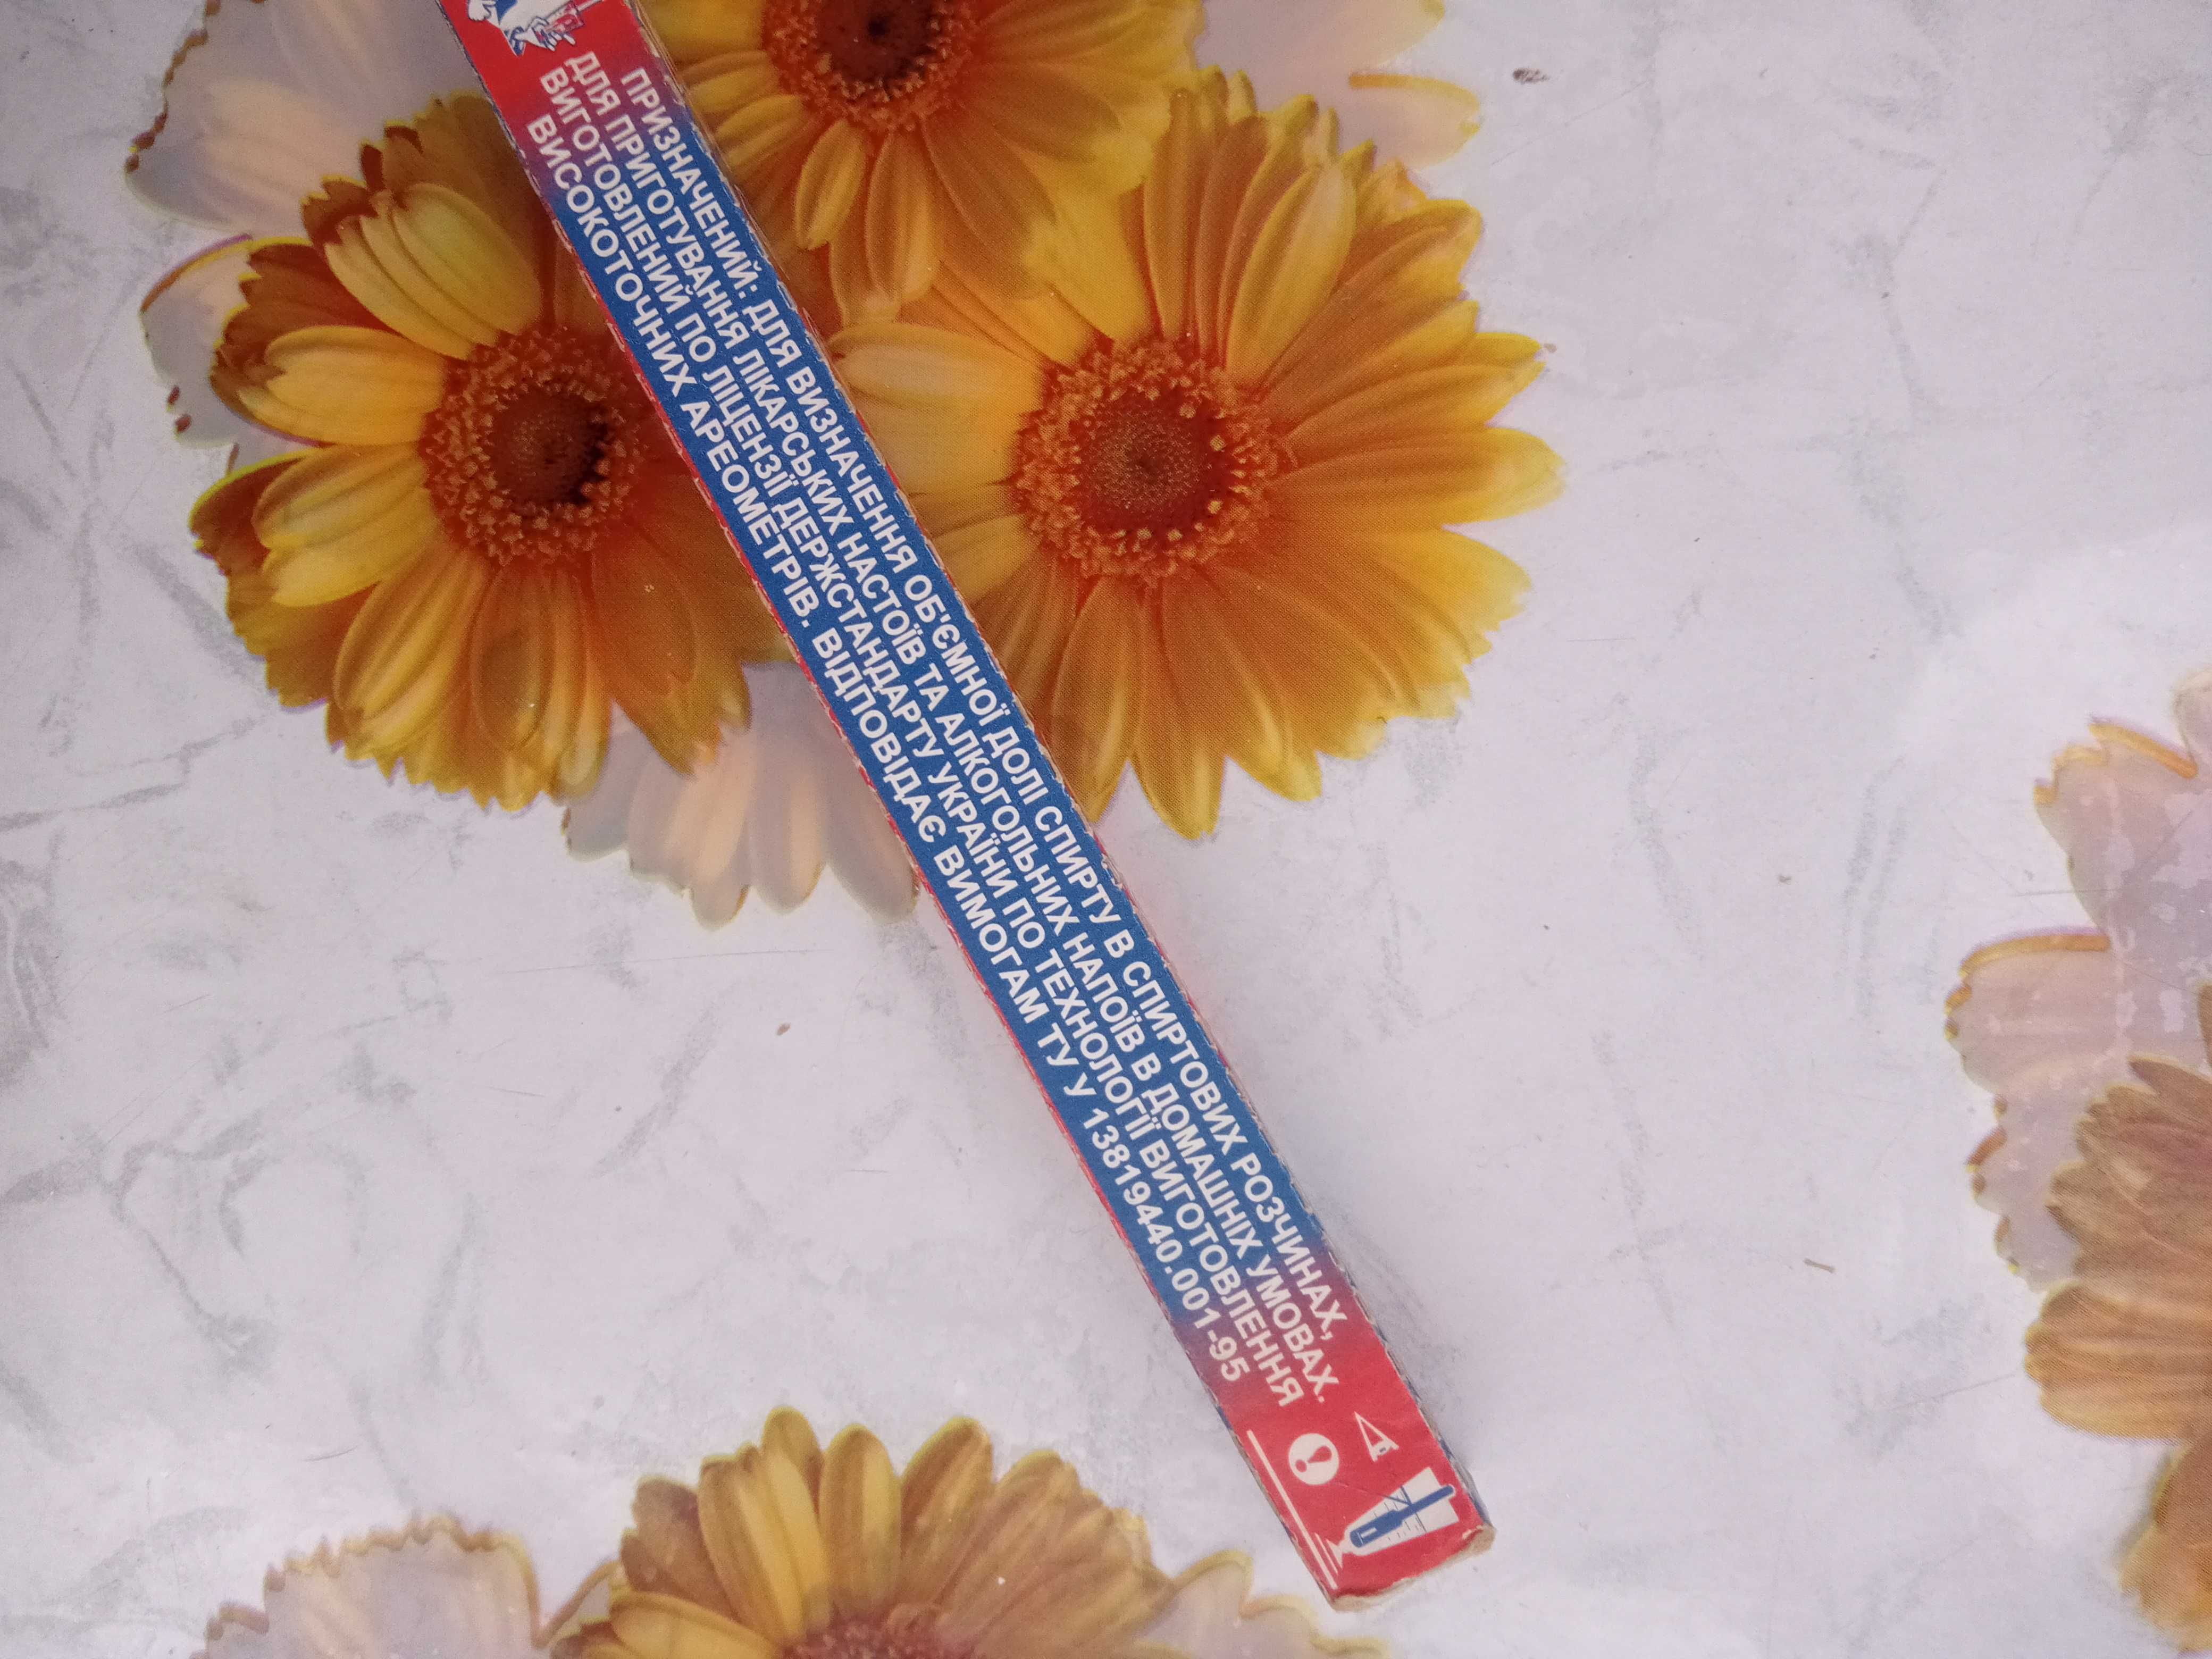 ПРИЗНАЧЕНИЙ: ДЛЯ ВИЗНАЧЕННЯ ОБ'ЄМНОЇ ДОЛІ СПИРТУ В СПИРТОВИХ РОЗЧИНАХ,
ДЛЯ ПРИГОТУВАННЯ ЛІКАРСЬКИХ НАСТОЇВ ТА АЛКОГОЛЬНИХ НАПОЇВ В ДОМАШНІХ УМОВАХ.
ВИГОТОВЛЕНИЙ ПО ЛІЦЕНЗІЇ ДЕРЖСТАНДАРТУ УКРАЇНИ ПО ТЕХНОЛОГІЇ ВИГОТОВЛЕННЯ
ВИСОКОТОЧНИХ АРЕОМЕТРІВ. ВІДПОВІДАЄ ВИМОГАМ ТУ У 13819440.001-95